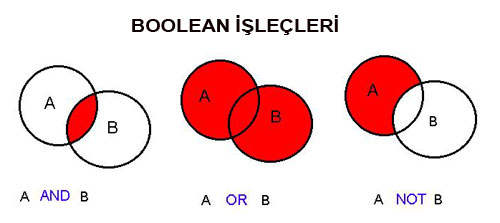 BOOLEAN İŞLEÇLERİ
A B
A B
A B
A AND B
A OR B
A NOT B